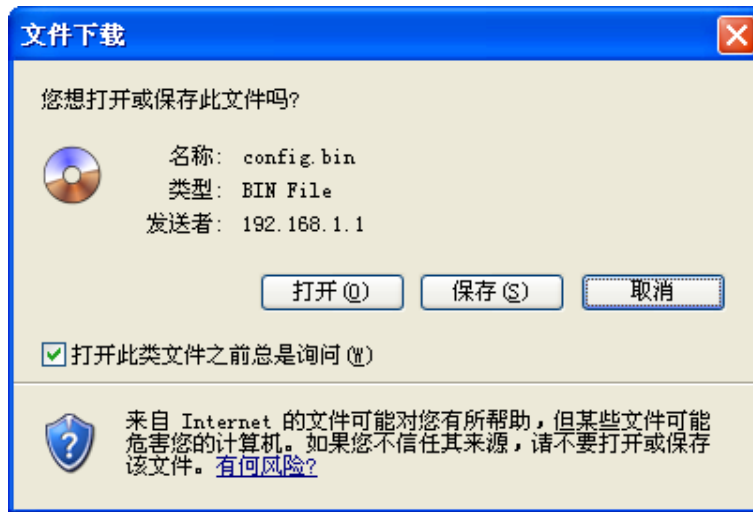 文件下载
您想打开或保存此文件吗?
名称: config.bin
类型: BIN File
发送者: 192.168.1.1
打开(O) 保存(S) 取消
打开此类文件之前总是询问(W)
来自 Internet 的文件可能对您有所帮助，但某些文件可能
危害您的计算机。如果您不信任其来源，请不要打开或保存
该文件。有何风险?